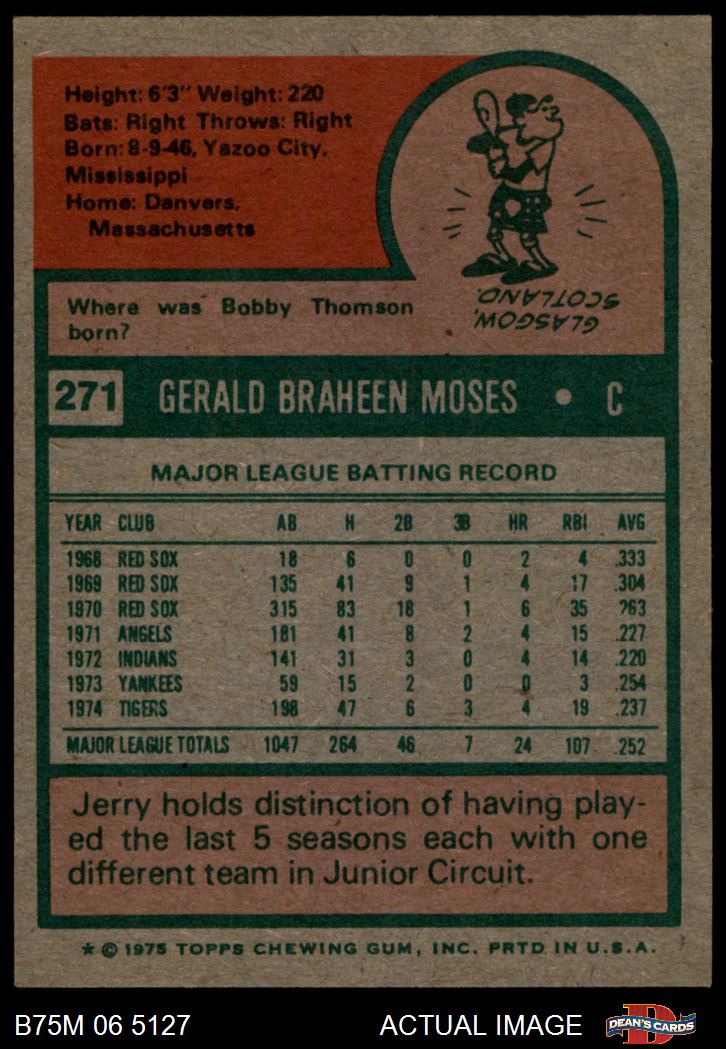 Height: 6'3" Weight: 220
Bats: Right Throws: Right
Born: 8-9-46, Yazoo City,
Mississippi
Home: Danvers,
Massachusetts
Where was Bobby Thomson
born?
GLASGOW,
SCOTLAND.
271 GERALD BRAHEEN MOSES • C
MAJOR LEAGUE BATTING RECORD
YEAR CLUB AB H 2B 3B HR RBI AVG
1968 RED SOX 18 6 0 0 2 4 .333
1969 RED SOX 135 41 9 1 4 17 .304
1970 RED SOX 315 83 18 1 6 35 .263
1971 ANGELS 181 41 8 2 4 15 .227
1972 INDIANS 141 31 3 0 4 14 .220
1973 YANKEES 59 15 2 0 0 3 .254
1974 TIGERS 198 47 6 3 4 19 .237
MAJOR LEAGUE TOTALS 1047 264 46 7 24 107 .252
Jerry holds distinction of having play-
ed the last 5 seasons each with one
different team in Junior Circuit.
* © 1975 TOPPS CHEWING GUM, INC. PRTD IN U.S.A.
B75M 06 5127 ACTUAL IMAGE D DEAN'S CARDS